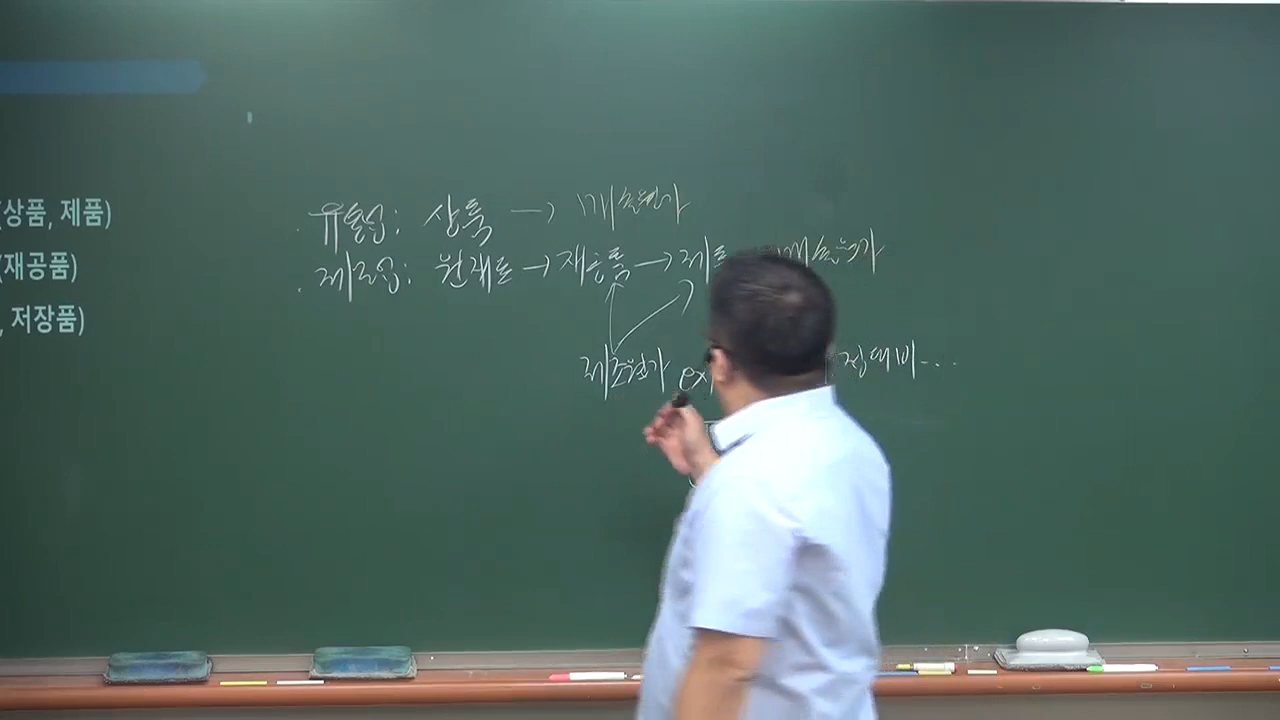 (상품, 제품)
(재공품)
, 저장품)
유통업: 상품 → 매출원가
제조업: 원재료 → 재공품 → 제품 매출원가
제조원가 ex